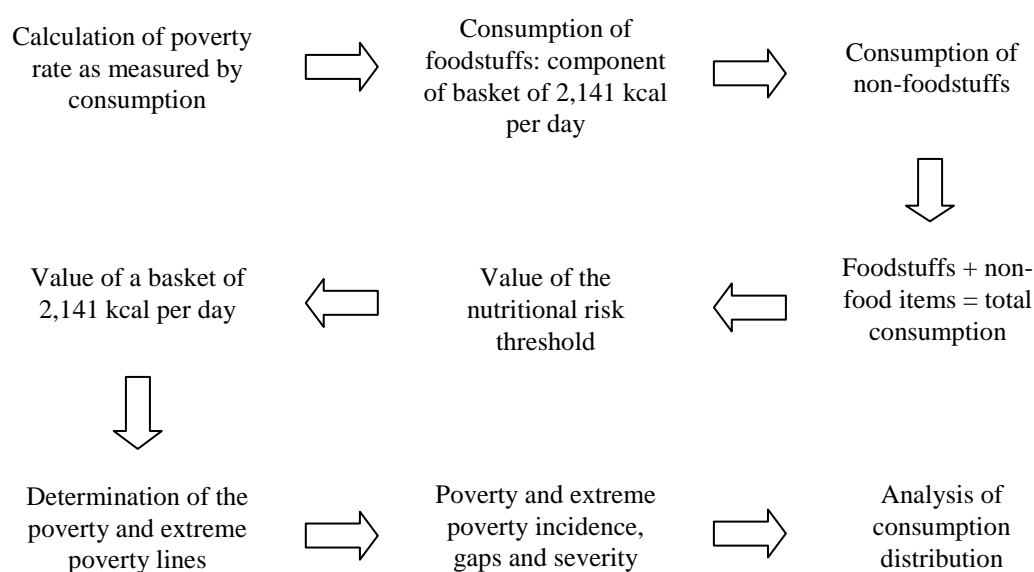 Calculation of poverty
rate as measured by
consumption
Consumption of
foodstuffs: component
of basket of 2,141 kcal
per day
Consumption of
non-foodstuffs
Foodstuffs + non-
food items = total
consumption
Value of the
nutritional risk
threshold
Value of a basket of
2,141 kcal per day
Determination of the
poverty and extreme
poverty lines
Poverty and extreme
poverty incidence,
gaps and severity
Analysis of
consumption
distribution